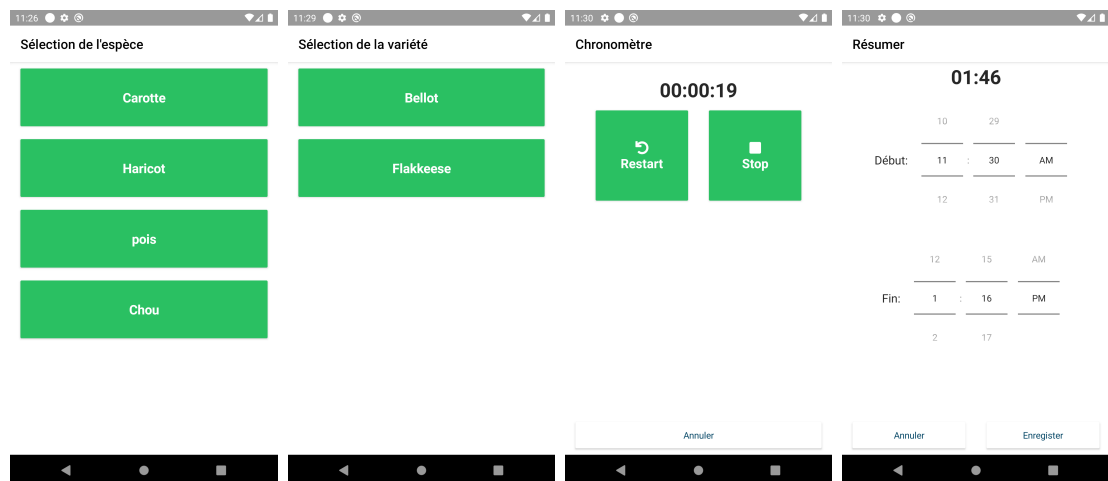 11:26
Sélection de l'espèce
Carotte
Haricot
pois
Chou
11:29
Sélection de la variété
Bellot
Flakkeese
11:30
Chronomètre
00:00:19
Restart
Stop
Annuler
11:30
Résumer
01:46
10 29
Début: 11 : 30 AM
12 31 PM
12 15 AM
Fin: 1 : 16 PM
2 17
Annuler
Enregister